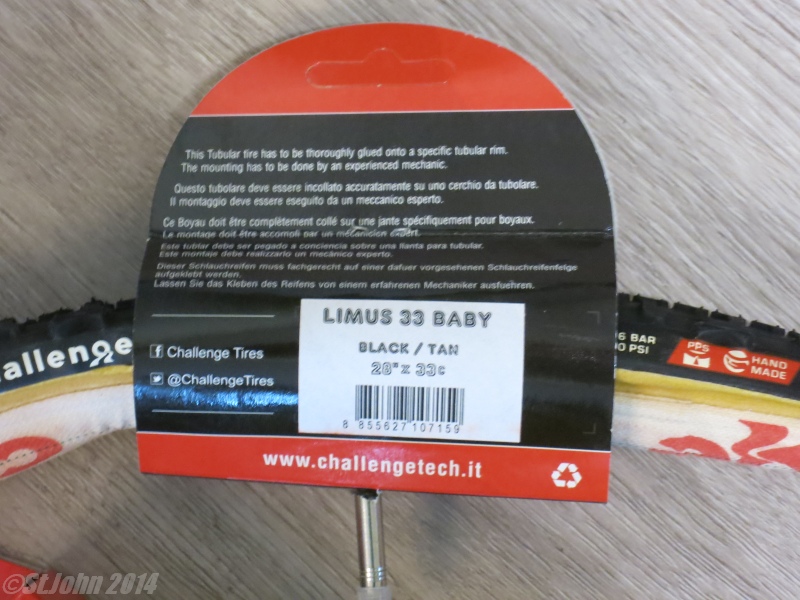 This Tubular tire has to be thoroughly glued onto a specific tubular rim.
The mounting has to be done by an experienced mechanic.
Questo tubolare deve essere incollato accuratamente su uno cerchio da tubolare.
Il montaggio deve essere eseguito da un meccanico esperto.
Ce Boyau doit être complètement collé sur une jante spécifiquement pour boyaux.
Le montage doit être accompli par un mécanicien expert.
Este tublar debe ser pegado a conciencia sobre una llanta para tubular.
Este montaje debe realizzarlo un mecánico experto.
Dieser Schlauchreifen muss fachgerecht auf einer dafuer vorgesehenen Schlauchreifenfelge
aufgeklebt werden.
Lassen Sie das Kleben des Reifens von einem erfahrenen Mechaniker ausfuehren.
LIMUS 33 BABY
BLACK / TAN
28" x 33c
8 855627 107159
f Challenge Tires
@ChallengeTires
www.challengetech.it
allenge
6 BAR
PSI
PPS
HAND
MADE
©StJohn 2014